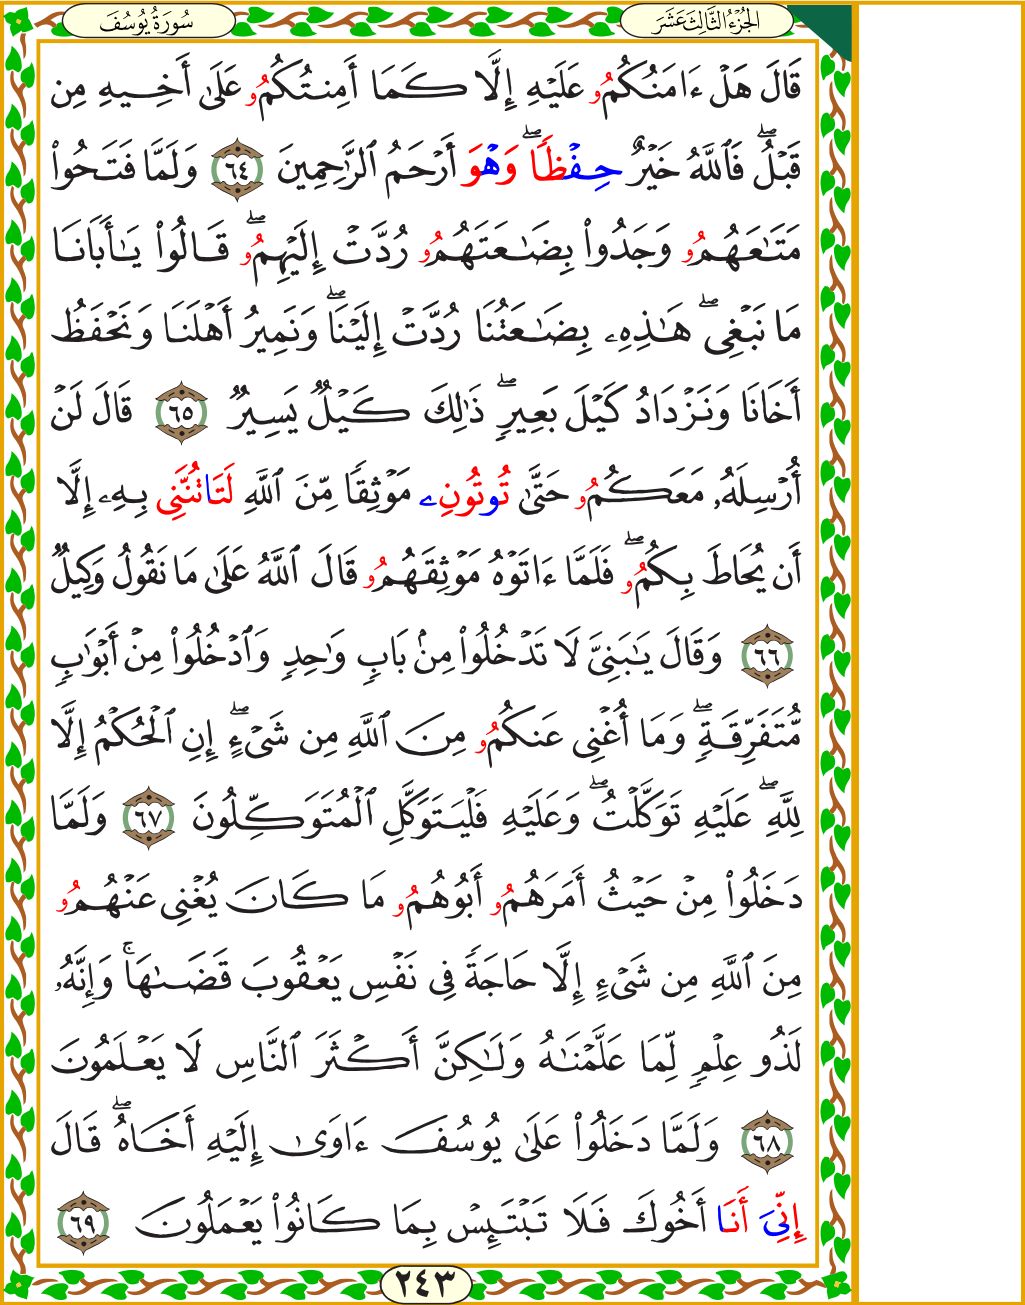 الجُزْءُ الثَّالِثَ عَشَرَ
سُورَةُ يُوسُفَ
قَالَ هَلْ ءَامَنُكُمُۥ عَلَيْهِ إِلَّا كَمَا أَمِنتُكُمُۥ عَلَىٰ أَخِيهِ مِن
قَبْلُۖ فَٱللَّهُ خَيْرٌ حِفْظًاۖ وَهْوَ أَرْحَمُ ٱلرَّٰحِمِينَ ٦٤ وَلَمَّا فَتَحُوا۟
مَتَٰعَهُمُۥ وَجَدُوا۟ بِضَٰعَتَهُمُۥ رُدَّتْ إِلَيْهِمُۥۖ قَالُوا۟ يَٰأَبَانَا
مَا نَبْغِيۖ هَٰذِهِۦ بِضَٰعَتُنَا رُدَّتْ إِلَيْنَاۖ وَنَمِيرُ أَهْلَنَا وَنَحْفَظُ
أَخَانَا وَنَزْدَادُ كَيْلَ بَعِيرٍۖ ذَٰلِكَ كَيْلٌ يَسِيرٌ ٦٥ قَالَ لَنْ
أُرْسِلَهُۥ مَعَكُمُۥ حَتَّىٰ تُوتُونِۦ مَوْثِقًا مِّنَ ٱللَّهِ لَتَاتُنَّنِي بِهِۦ إِلَّا
أَن يُحَاطَ بِكُمُۥۖ فَلَمَّا ءَاتَوْهُ مَوْثِقَهُمُۥ قَالَ ٱللَّهُ عَلَىٰ مَا نَقُولُ وَكِيلٌ
٦٦ وَقَالَ يَٰبَنِيَّ لَا تَدْخُلُوا۟ مِنۢ بَابٍ وَٰحِدٍ وَٱدْخُلُوا۟ مِنْ أَبْوَٰبٍ
مُّتَفَرِّقَةٍۖ وَمَا أُغْنِي عَنكُمُۥ مِنَ ٱللَّهِ مِن شَيْءٍۖ إِنِ ٱلْحُكْمُ إِلَّا
لِلَّهِۖ عَلَيْهِ تَوَكَّلْتُۖ وَعَلَيْهِ فَلْيَتَوَكَّلِ ٱلْمُتَوَكِّلُونَ ٦٧ وَلَمَّا
دَخَلُوا۟ مِنْ حَيْثُ أَمَرَهُمُۥ أَبُوهُمُۥ مَا كَانَ يُغْنِي عَنْهُمُۥ
مِنَ ٱللَّهِ مِن شَيْءٍ إِلَّا حَاجَةً فِي نَفْسِ يَعْقُوبَ قَضَىٰهَاۚ وَإِنَّهُۥ
لَذُو عِلْمٍ لِّمَا عَلَّمْنَٰهُ وَلَٰكِنَّ أَكْثَرَ ٱلنَّاسِ لَا يَعْلَمُونَ
٦٨ وَلَمَّا دَخَلُوا۟ عَلَىٰ يُوسُفَ ءَاوَىٰ إِلَيْهِ أَخَاهُۖ قَالَ
إِنِّيَ أَنَا أَخُوكَ فَلَا تَبْتَئِسْ بِمَا كَانُوا۟ يَعْمَلُونَ ٦٩
٢٤٣